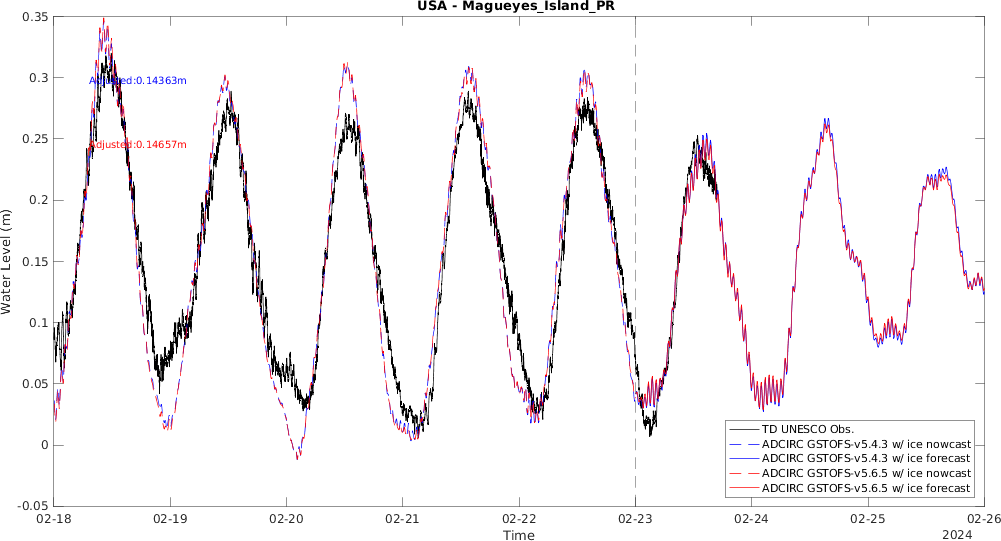 USA - Magueyes_Island_PR
0.35
0.3
0.25
0.2
0.15
0.1
0.05
0
-0.05
Water Level (m)
Adjusted:0.14363m
Adjusted:0.14657m
TD UNESCO Obs.
ADCIRC GSTOFS-v5.4.3 w/ ice nowcast
ADCIRC GSTOFS-v5.4.3 w/ ice forecast
ADCIRC GSTOFS-v5.6.5 w/ ice nowcast
ADCIRC GSTOFS-v5.6.5 w/ ice forecast
02-18 02-19 02-20 02-21 02-22 02-23 02-24 02-25 02-26
Time
2024